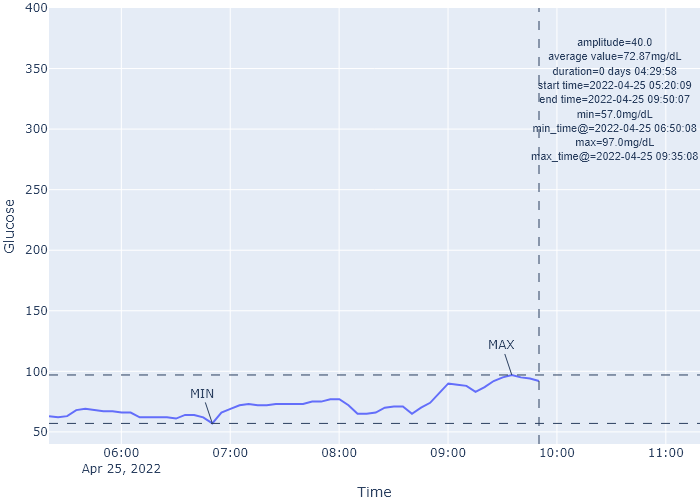 400
amplitude=40.0
average value=72.87mg/dL
duration=0 days 04:29:58
start time=2022-04-25 05:20:09
end time=2022-04-25 09:50:07
min=57.0mg/dL
min_time@=2022-04-25 06:50:08
max=97.0mg/dL
max_time@=2022-04-25 09:35:08
350
300
250
200
150
100
50
Glucose
MAX
MIN
06:00
07:00
08:00
09:00
10:00
11:00
Apr 25, 2022
Time